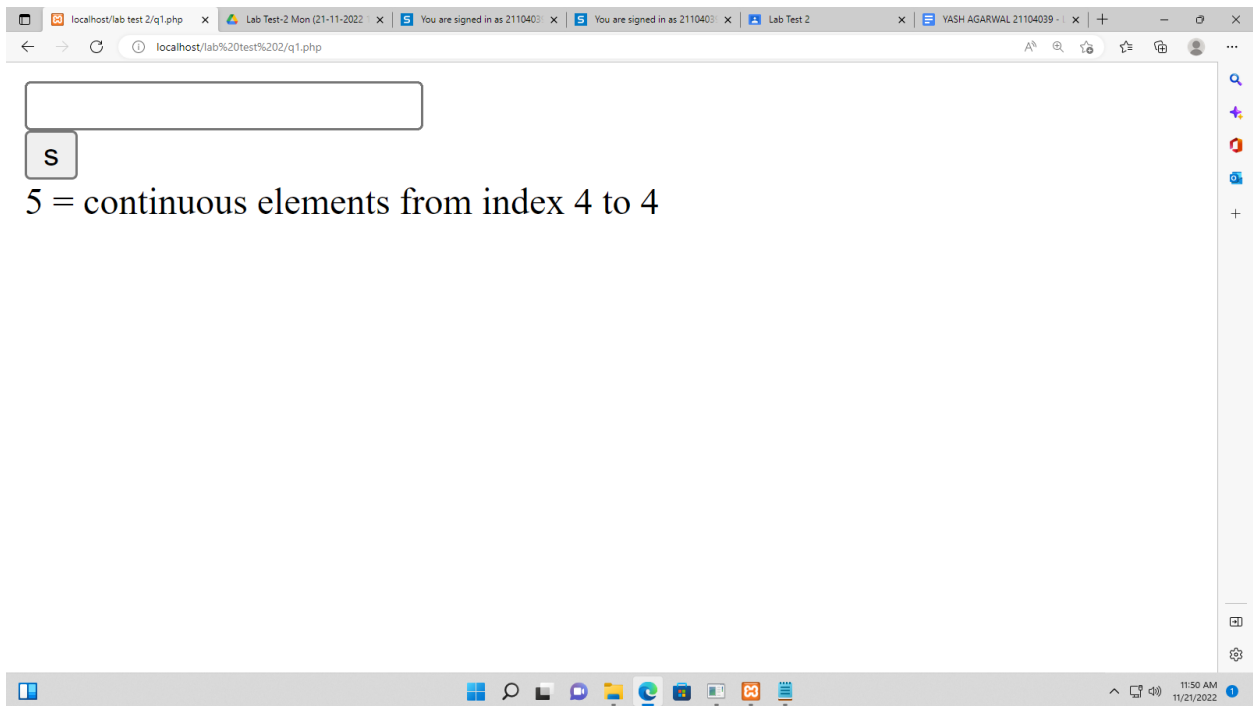 localhost/lab test 2/q1.php
Lab Test-2 Mon (21-11-2022
You are signed in as 2110403
You are signed in as 2110403
Lab Test 2
YASH AGARWAL 21104039 -
localhost/lab%20test%202/q1.php
s
5 = continuous elements from index 4 to 4
11:50 AM
11/21/2022
1